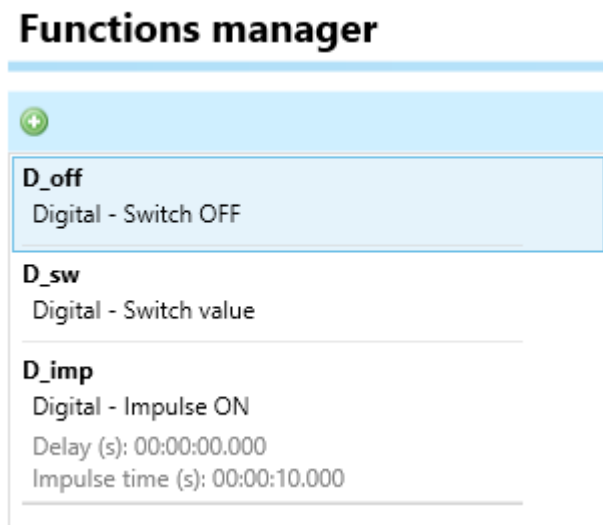 Functions manager
D_off
Digital - Switch OFF
D_sw
Digital - Switch value
D_imp
Digital - Impulse ON
Delay (s): 00:00:00.000
Impulse time (s): 00:00:10.000